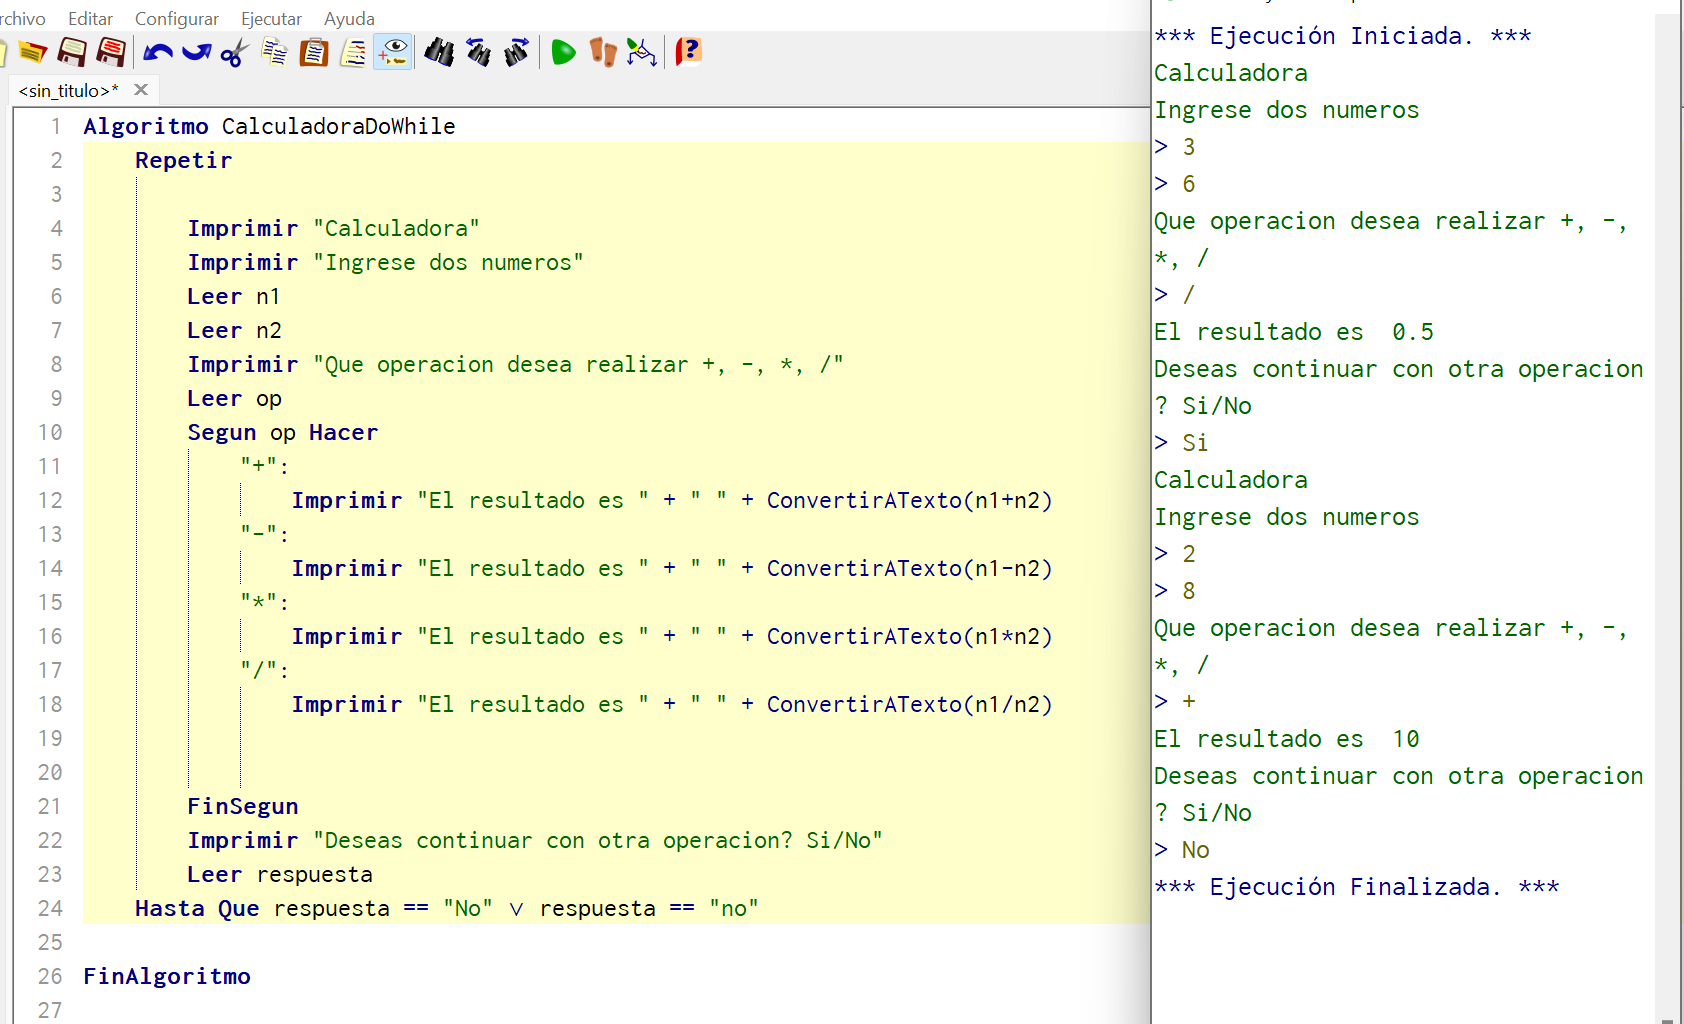 rchivo Editar Configurar Ejecutar Ayuda
<sin_titulo>*
1 Algoritmo CalculadoraDoWhile
2 Repetir
3
4 Imprimir "Calculadora"
5 Imprimir "Ingrese dos numeros"
6 Leer n1
7 Leer n2
8 Imprimir "Que operacion desea realizar +, -, *, /"
9 Leer op
10 Segun op Hacer
11 "+":
12 Imprimir "El resultado es " + " " + ConvertirATexto(n1+n2)
13 "-":
14 Imprimir "El resultado es " + " " + ConvertirATexto(n1-n2)
15 "*":
16 Imprimir "El resultado es " + " " + ConvertirATexto(n1*n2)
17 "/":
18 Imprimir "El resultado es " + " " + ConvertirATexto(n1/n2)
19
20
21 FinSegun
22 Imprimir "Deseas continuar con otra operacion? Si/No"
23 Leer respuesta
24 Hasta Que respuesta == "No" ∨ respuesta == "no"
25
26 FinAlgoritmo
27
*** Ejecución Iniciada. ***
Calculadora
Ingrese dos numeros
> 3
> 6
Que operacion desea realizar +, -,
*, /
> /
El resultado es  0.5
Deseas continuar con otra operacion
? Si/No
> Si
Calculadora
Ingrese dos numeros
> 2
> 8
Que operacion desea realizar +, -,
*, /
> +
El resultado es  10
Deseas continuar con otra operacion
? Si/No
> No
*** Ejecución Finalizada. ***